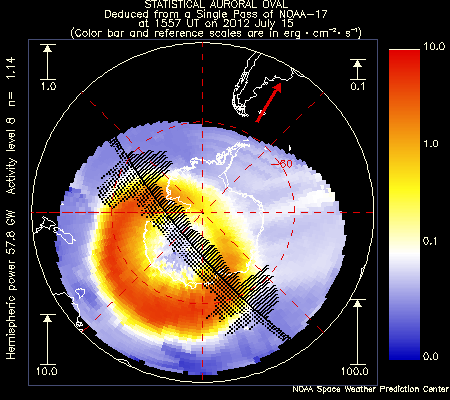 STATISTICAL AURORAL OVAL
Deduced from a Single Pass of NOAA-17
at 1557 UT on 2012 July 15
(Color bar and reference scales are in erg · cm⁻² · s⁻¹)
Hemispheric power 57.8 GW Activity level 8 n= 1.14
1.0
0.1
10.0
100.0
-60
10.0
1.0
0.1
0.0
NOAA Space Weather Prediction Center